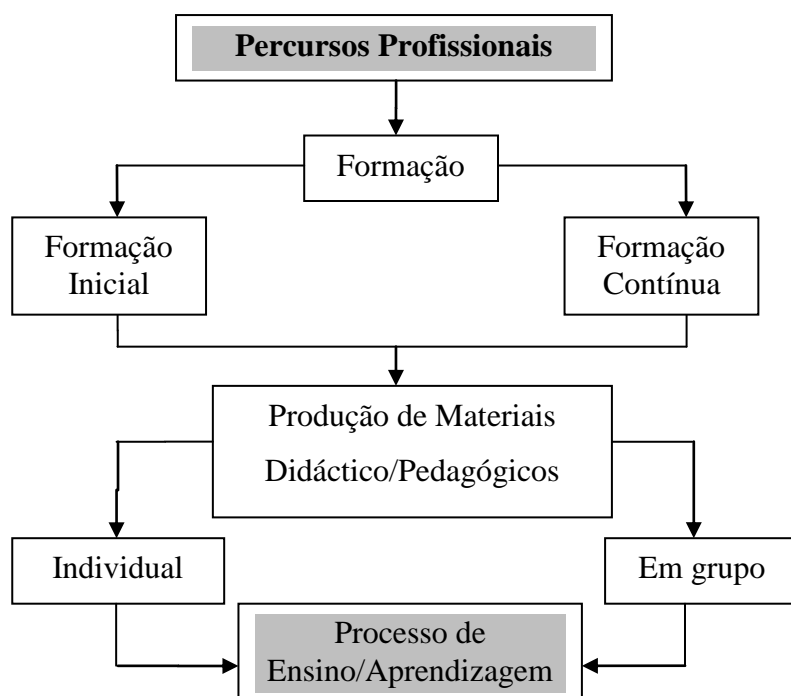 Percursos Profissionais
Formação
Formação
Inicial
Formação
Contínua
Produção de Materiais
Didáctico/Pedagógicos
Individual
Em grupo
Processo de
Ensino/Aprendizagem